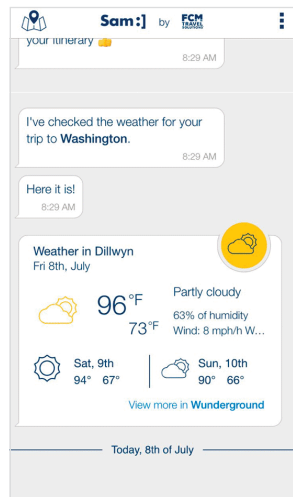 Sam:] by FCM TRAVEL SOLUTIONS
your itinerary 👍
8:29 AM
I've checked the weather for your
trip to Washington.
8:29 AM
Here it is!
8:29 AM
Weather in Dillwyn
Fri 8th, July
96°F
73°F
Partly cloudy
63% of humidity
Wind: 8 mph/h W...
Sat, 9th
94° 67°
Sun, 10th
90° 66°
View more in Wunderground
Today, 8th of July